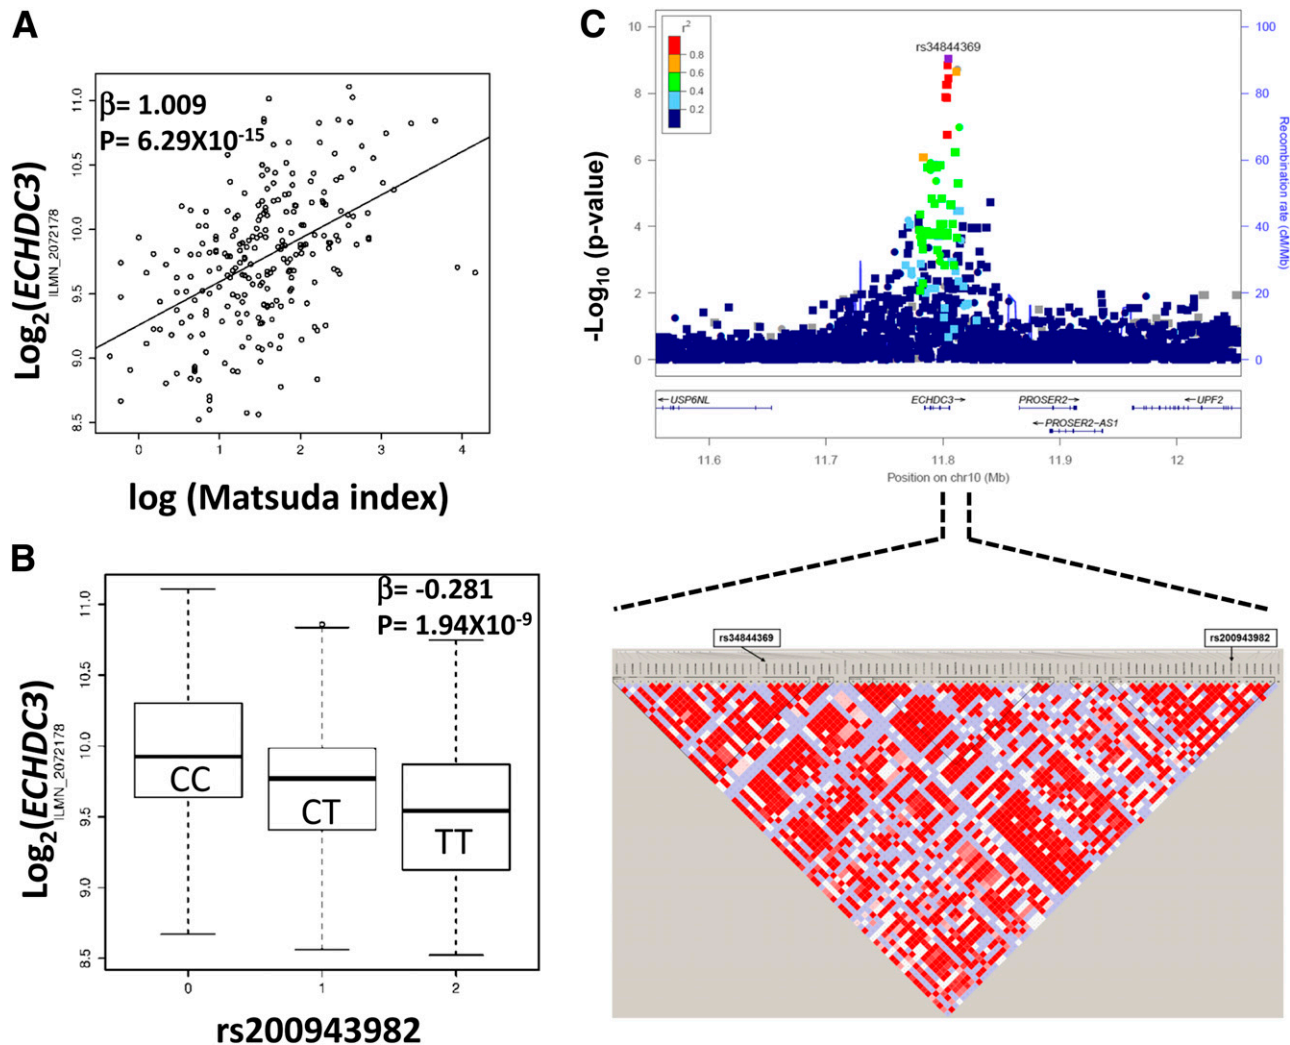 A
β= 1.009
P= 6.29X10-15
Log2(ECHDC3)
ILMN_2072178
11.0
10.5
10.0
9.5
9.0
8.5
0 1 2 3 4
log (Matsuda index)
B
β= -0.281
P= 1.94X10-9
Log2(ECHDC3)
ILMN_2072178
11.0
10.5
10.0
9.5
9.0
8.5
CC
CT
TT
0 1 2
rs200943982
C
r2
0.8
0.6
0.4
0.2
rs34844369
-Log10 (p-value)
10
8
6
4
2
0
Recombination rate (cM/Mb)
100
80
60
40
20
0
←USP6NL
ECHDC3→
PROSER2→
←UPF2
←PROSER2-AS1
11.6 11.7 11.8 11.9 12
Position on chr10 (Mb)
rs34844369
rs200943982